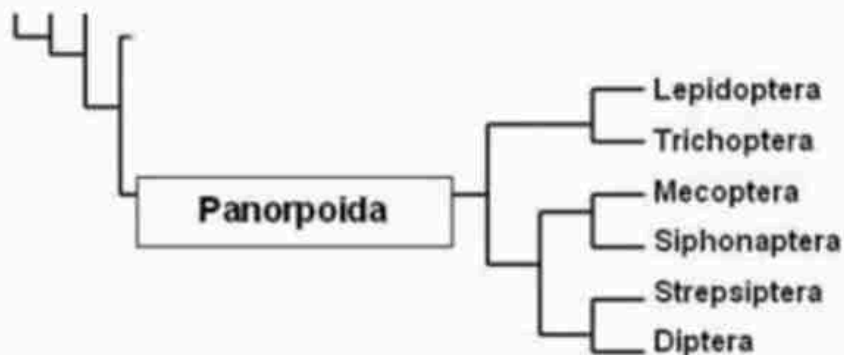 Lepidoptera
Trichoptera
Panorpoida
Mecoptera
Siphonaptera
Strepsiptera
Diptera